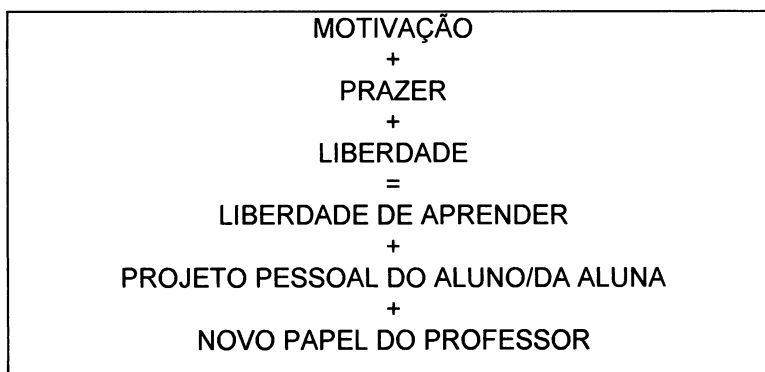 MOTIVAÇÃO
+
PRAZER
+
LIBERDADE
=
LIBERDADE DE APRENDER
+
PROJETO PESSOAL DO ALUNO/DA ALUNA
+
NOVO PAPEL DO PROFESSOR